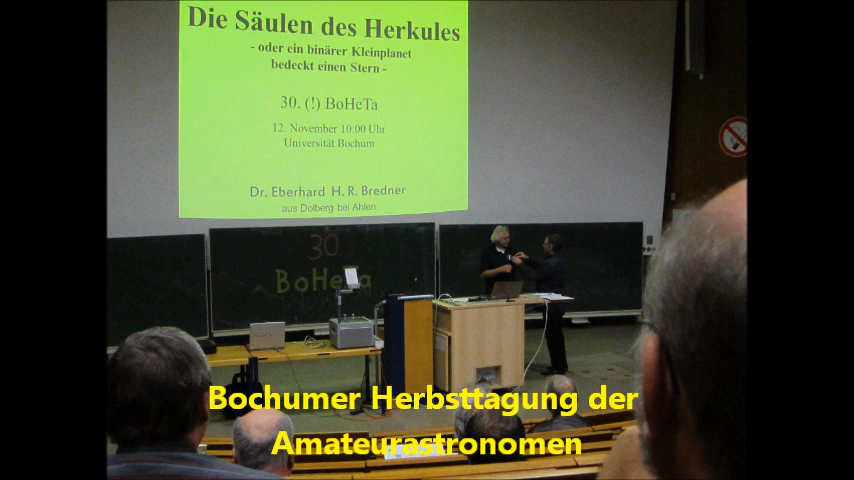 Die Säulen des Herkules
- oder ein binärer Kleinplanet
bedeckt einen Stern -
30. (!) BoHeTa
12. November 10:00 Uhr
Universität Bochum
Dr. Eberhard H. R. Bredner
aus Dolberg bei Ahlen
30
BoHeTa
Bochumer Herbsttagung der
Amateurastronomen